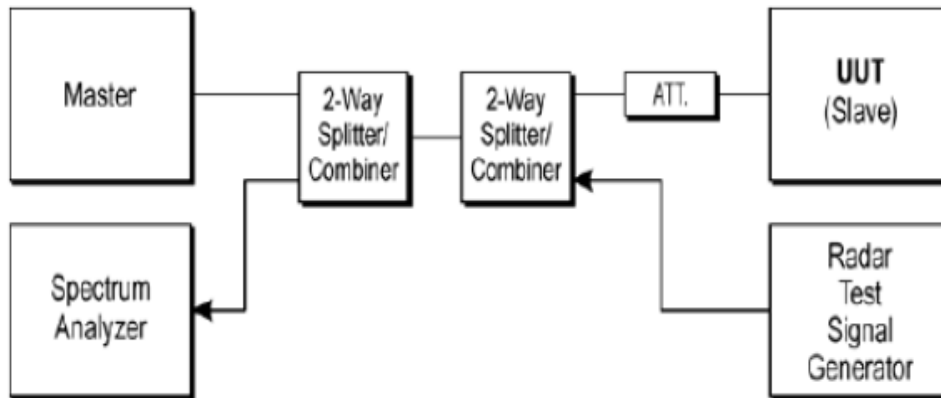 Master
2-Way
Splitter/
Combiner
2-Way
Splitter/
Combiner
ATT.
UUT
(Slave)
Spectrum
Analyzer
Radar
Test
Signal
Generator